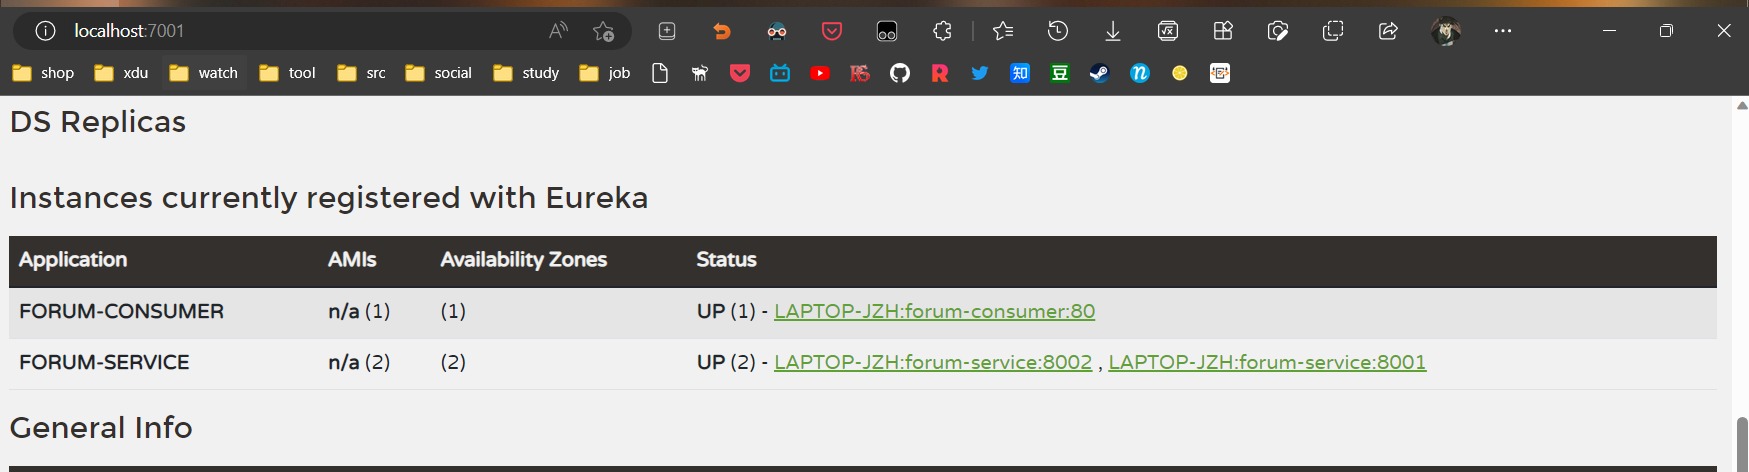 localhost:7001
shop xdu watch tool src social study job 知 豆
DS Replicas
Instances currently registered with Eureka
Application AMIs Availability Zones Status
FORUM-CONSUMER n/a (1) (1) UP (1) - LAPTOP-JZH:forum-consumer:80
FORUM-SERVICE n/a (2) (2) UP (2) - LAPTOP-JZH:forum-service:8002 , LAPTOP-JZH:forum-service:8001
General Info